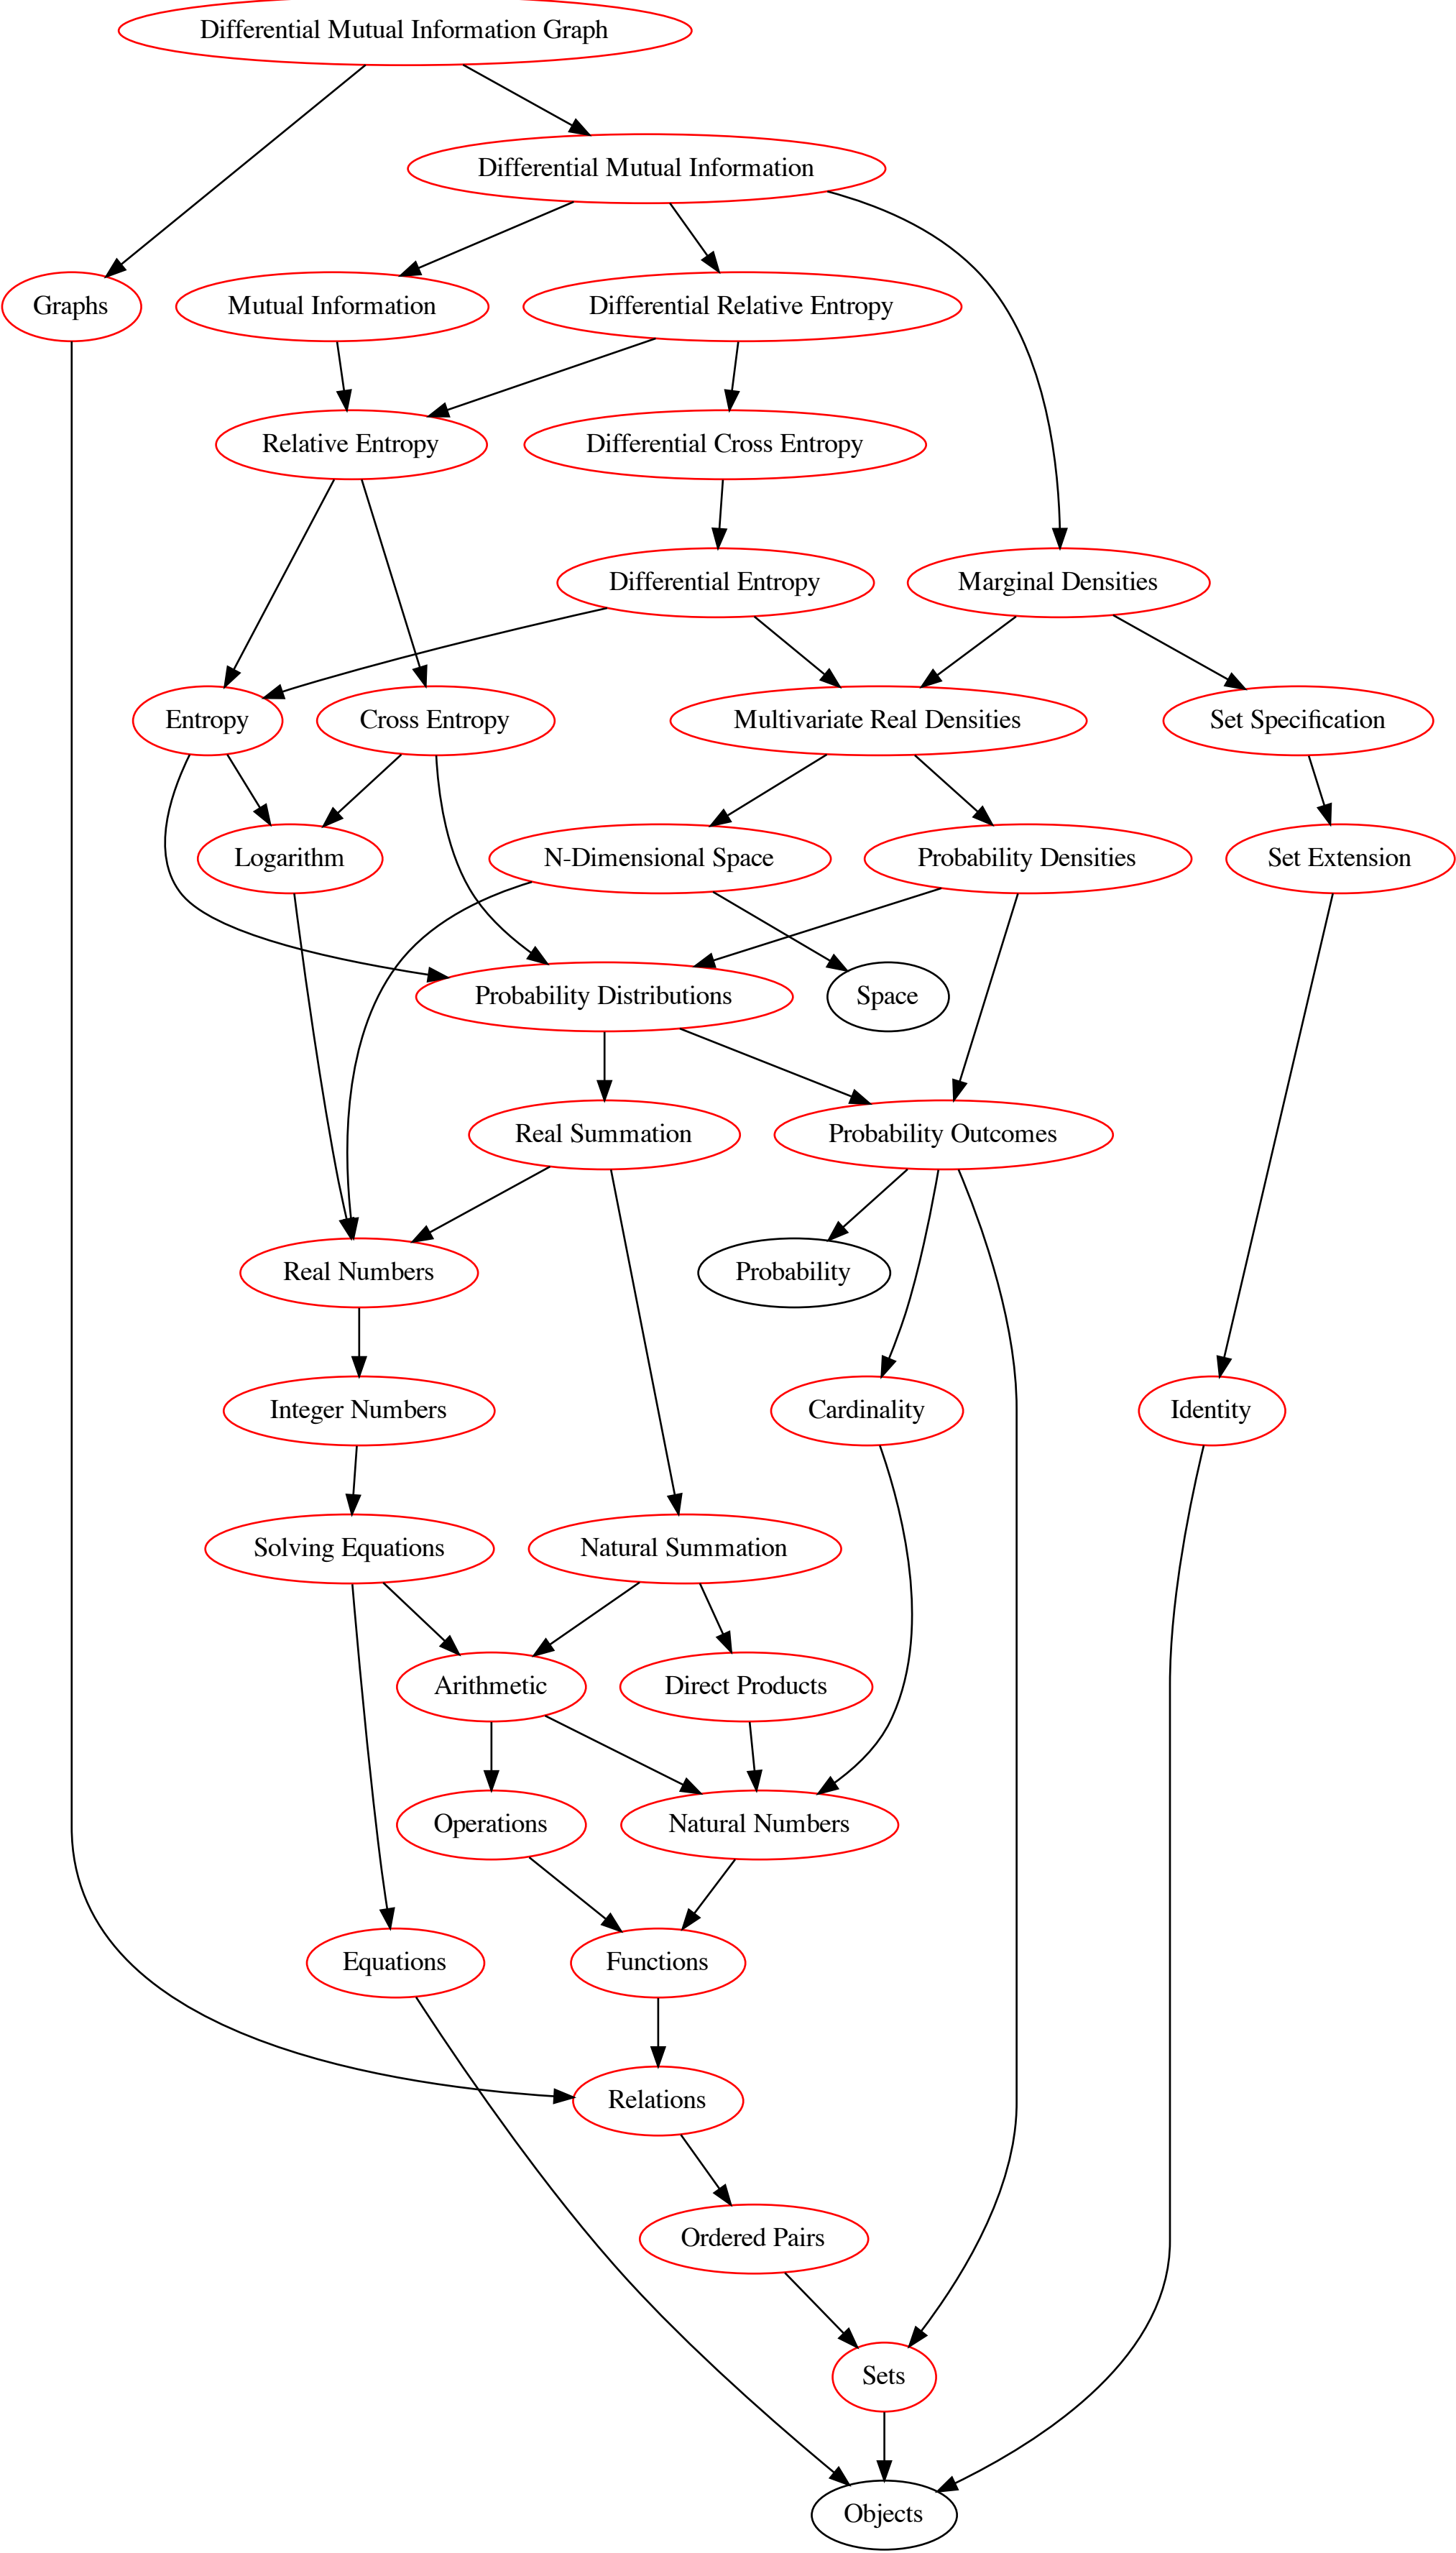 Differential Mutual Information Graph
Differential Mutual Information
Graphs
Mutual Information
Differential Relative Entropy
Relative Entropy
Differential Cross Entropy
Differential Entropy
Marginal Densities
Entropy
Cross Entropy
Multivariate Real Densities
Set Specification
Logarithm
N-Dimensional Space
Probability Densities
Set Extension
Probability Distributions
Space
Real Summation
Probability Outcomes
Real Numbers
Probability
Integer Numbers
Cardinality
Identity
Solving Equations
Natural Summation
Arithmetic
Direct Products
Operations
Natural Numbers
Equations
Functions
Relations
Ordered Pairs
Sets
Objects